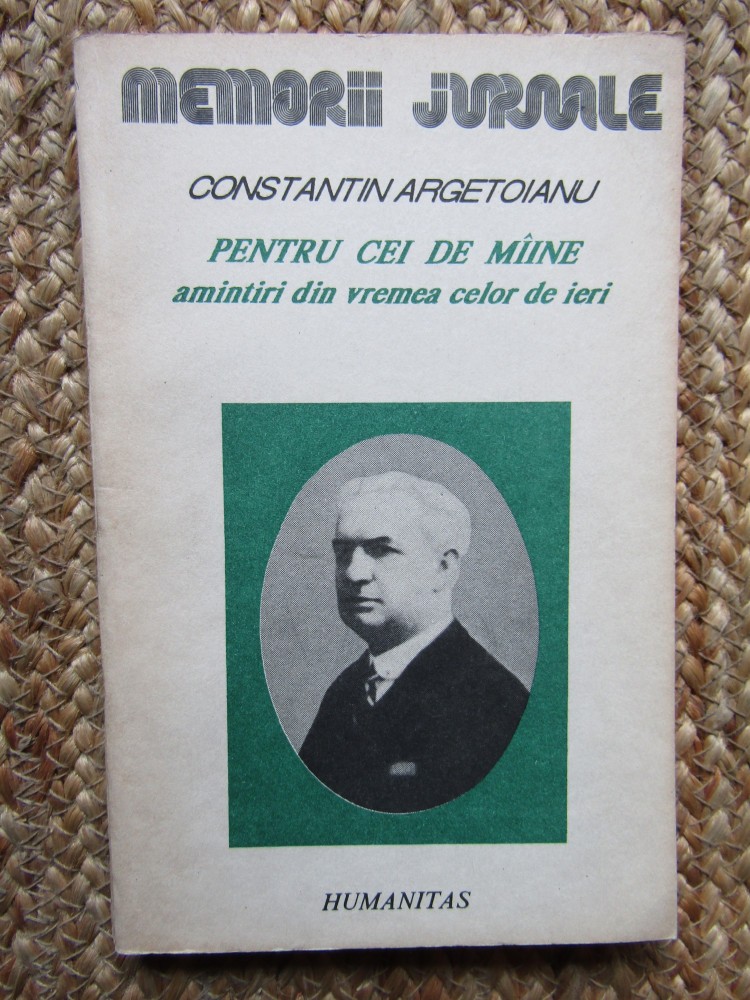 MEMORII JURNALE
CONSTANTIN ARGETOIANU
PENTRU CEI DE MÎINE
amintiri din vremea celor de ieri
HUMANITAS